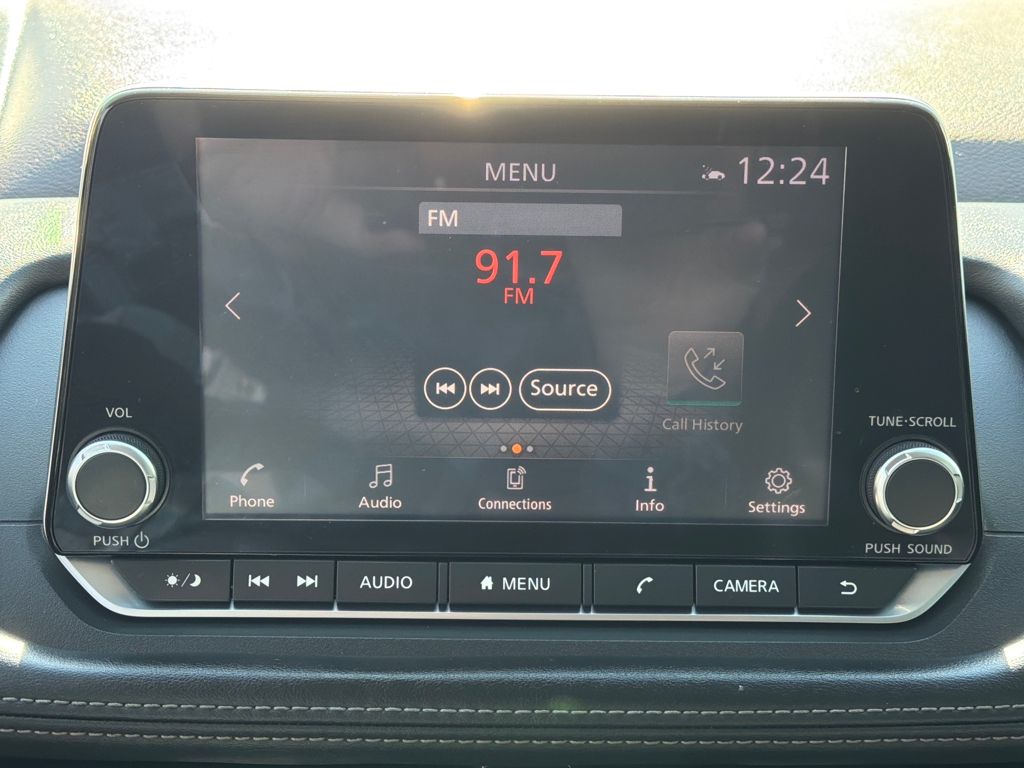 MENU
12:24
FM
91.7
FM
Source
Call History
VOL
TUNE·SCROLL
Phone
Audio
Connections
Info
Settings
PUSH
PUSH SOUND
AUDIO
MENU
CAMERA